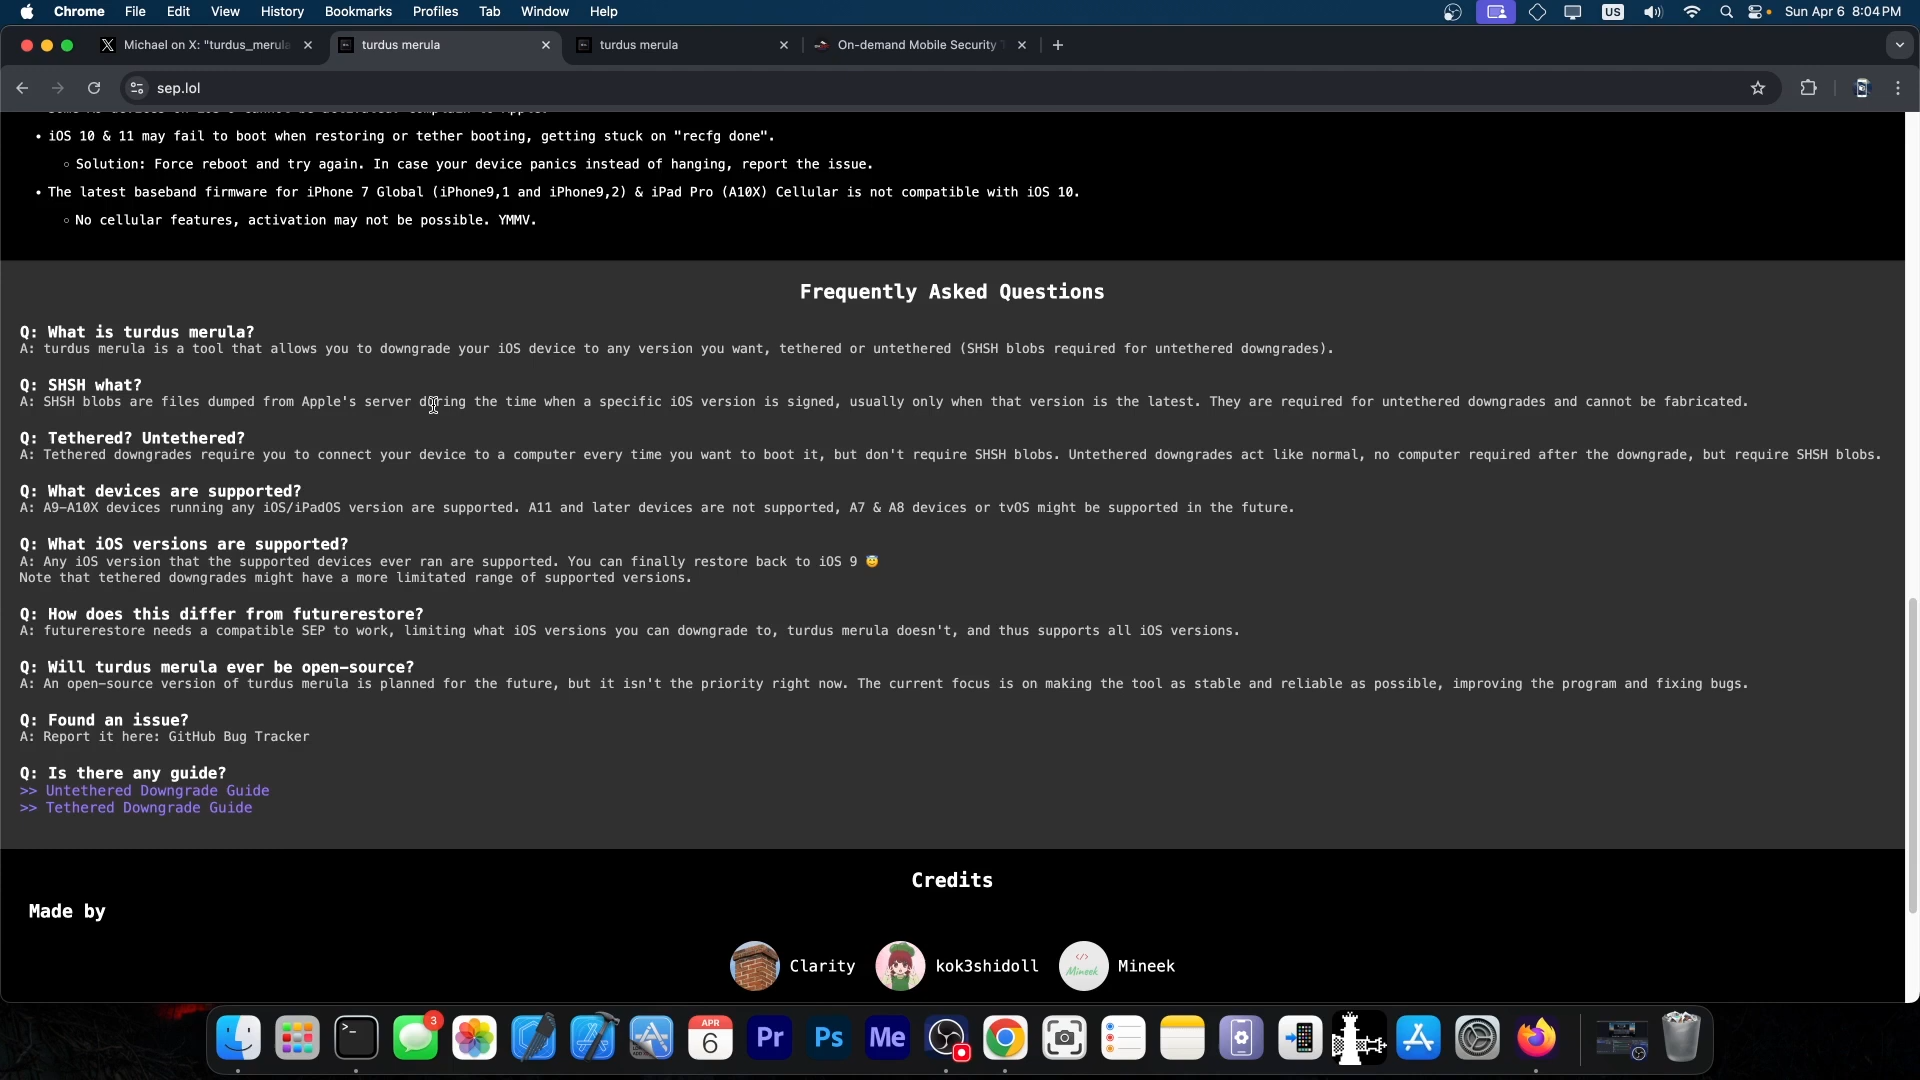 Chrome File Edit View History Bookmarks Profiles Tab Window Help US Sun Apr 6 8:04 PM
Michael on X: "turdus_merula turdus merula turdus merula On-demand Mobile Security
sep.lol
• iOS 10 & 11 may fail to boot when restoring or tether booting, getting stuck on "recfg done".
◦ Solution: Force reboot and try again. In case your device panics instead of hanging, report the issue.
• The latest baseband firmware for iPhone 7 Global (iPhone9,1 and iPhone9,2) & iPad Pro (A10X) Cellular is not compatible with iOS 10.
◦ No cellular features, activation may not be possible. YMMV.
Frequently Asked Questions
Q: What is turdus merula?
A: turdus merula is a tool that allows you to downgrade your iOS device to any version you want, tethered or untethered (SHSH blobs required for untethered downgrades).
Q: SHSH what?
A: SHSH blobs are files dumped from Apple's server during the time when a specific iOS version is signed, usually only when that version is the latest. They are required for untethered downgrades and cannot be fabricated.
Q: Tethered? Untethered?
A: Tethered downgrades require you to connect your device to a computer every time you want to boot it, but don't require SHSH blobs. Untethered downgrades act like normal, no computer required after the downgrade, but require SHSH blobs.
Q: What devices are supported?
A: A9-A10X devices running any iOS/iPadOS version are supported. A11 and later devices are not supported, A7 & A8 devices or tvOS might be supported in the future.
Q: What iOS versions are supported?
A: Any iOS version that the supported devices ever ran are supported. You can finally restore back to iOS 9 😇
Note that tethered downgrades might have a more limitated range of supported versions.
Q: How does this differ from futurerestore?
A: futurerestore needs a compatible SEP to work, limiting what iOS versions you can downgrade to, turdus merula doesn't, and thus supports all iOS versions.
Q: Will turdus merula ever be open-source?
A: An open-source version of turdus merula is planned for the future, but it isn't the priority right now. The current focus is on making the tool as stable and reliable as possible, improving the program and fixing bugs.
Q: Found an issue?
A: Report it here: GitHub Bug Tracker
Q: Is there any guide?
>> Untethered Downgrade Guide
>> Tethered Downgrade Guide
Credits
Made by
Clarity kok3shidoll Mineek
3 APR 6 Pr Ps Me